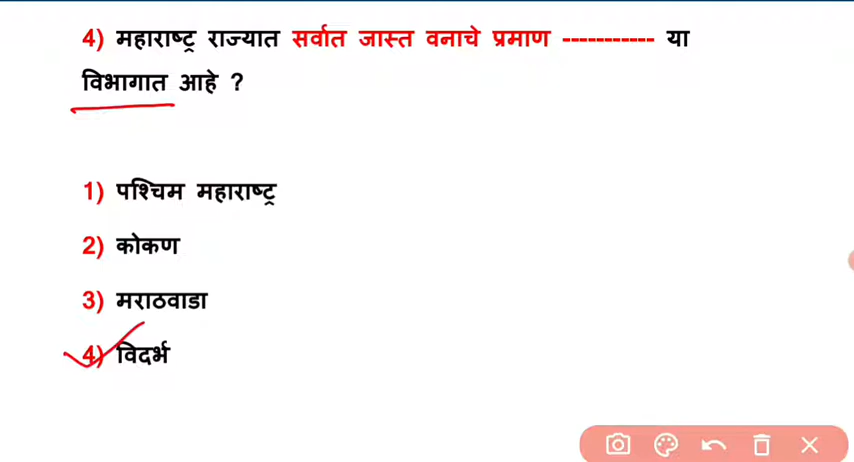 4) महाराष्ट्र राज्यात सर्वात जास्त वनाचे प्रमाण ----------- या
विभागात आहे ?
1) पश्चिम महाराष्ट्र
2) कोकण
3) मराठवाडा
4) विदर्भ